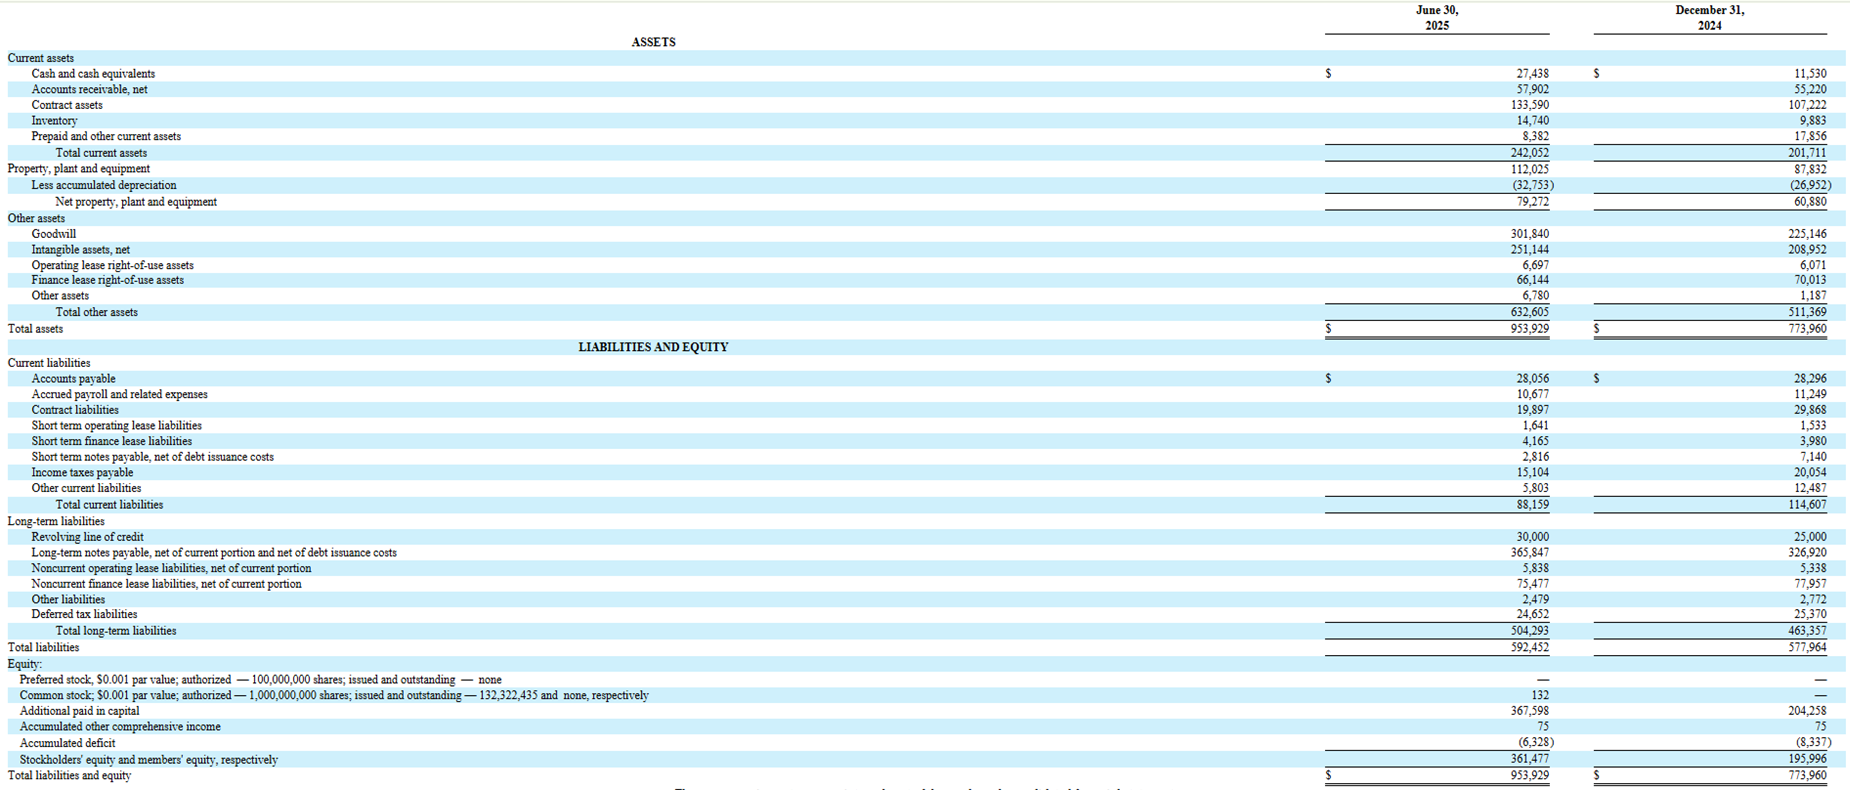 June 30, December 31,
2025 2024
ASSETS
Current assets
Cash and cash equivalents $ 27,438 $ 11,530
Accounts receivable, net 57,902 55,220
Contract assets 133,590 107,222
Inventory 14,740 9,883
Prepaid and other current assets 8,382 17,856
Total current assets 242,052 201,711
Property, plant and equipment 112,025 87,832
Less accumulated depreciation (32,753) (26,952)
Net property, plant and equipment 79,272 60,880
Other assets
Goodwill 301,840 225,146
Intangible assets, net 251,144 208,952
Operating lease right-of-use assets 6,697 6,071
Finance lease right-of-use assets 66,144 70,013
Other assets 6,780 1,187
Total other assets 632,605 511,369
Total assets $ 953,929 $ 773,960
LIABILITIES AND EQUITY
Current liabilities
Accounts payable $ 28,056 $ 28,296
Accrued payroll and related expenses 10,677 11,249
Contract liabilities 19,897 29,868
Short term operating lease liabilities 1,641 1,533
Short term finance lease liabilities 4,165 3,980
Short term notes payable, net of debt issuance costs 2,816 7,140
Income taxes payable 15,104 20,054
Other current liabilities 5,803 12,487
Total current liabilities 88,159 114,607
Long-term liabilities
Revolving line of credit 30,000 25,000
Long-term notes payable, net of current portion and net of debt issuance costs 365,847 326,920
Noncurrent operating lease liabilities, net of current portion 5,838 5,338
Noncurrent finance lease liabilities, net of current portion 75,477 77,957
Other liabilities 2,479 2,772
Deferred tax liabilities 24,652 25,370
Total long-term liabilities 504,293 463,357
Total liabilities 592,452 577,964
Equity:
Preferred stock, $0.001 par value; authorized — 100,000,000 shares; issued and outstanding — none — —
Common stock; $0.001 par value; authorized — 1,000,000,000 shares; issued and outstanding — 132,322,435 and none, respectively 132 —
Additional paid in capital 367,598 204,258
Accumulated other comprehensive income 75 75
Accumulated deficit (6,328) (8,337)
Stockholders' equity and members' equity, respectively 361,477 195,996
Total liabilities and equity $ 953,929 $ 773,960